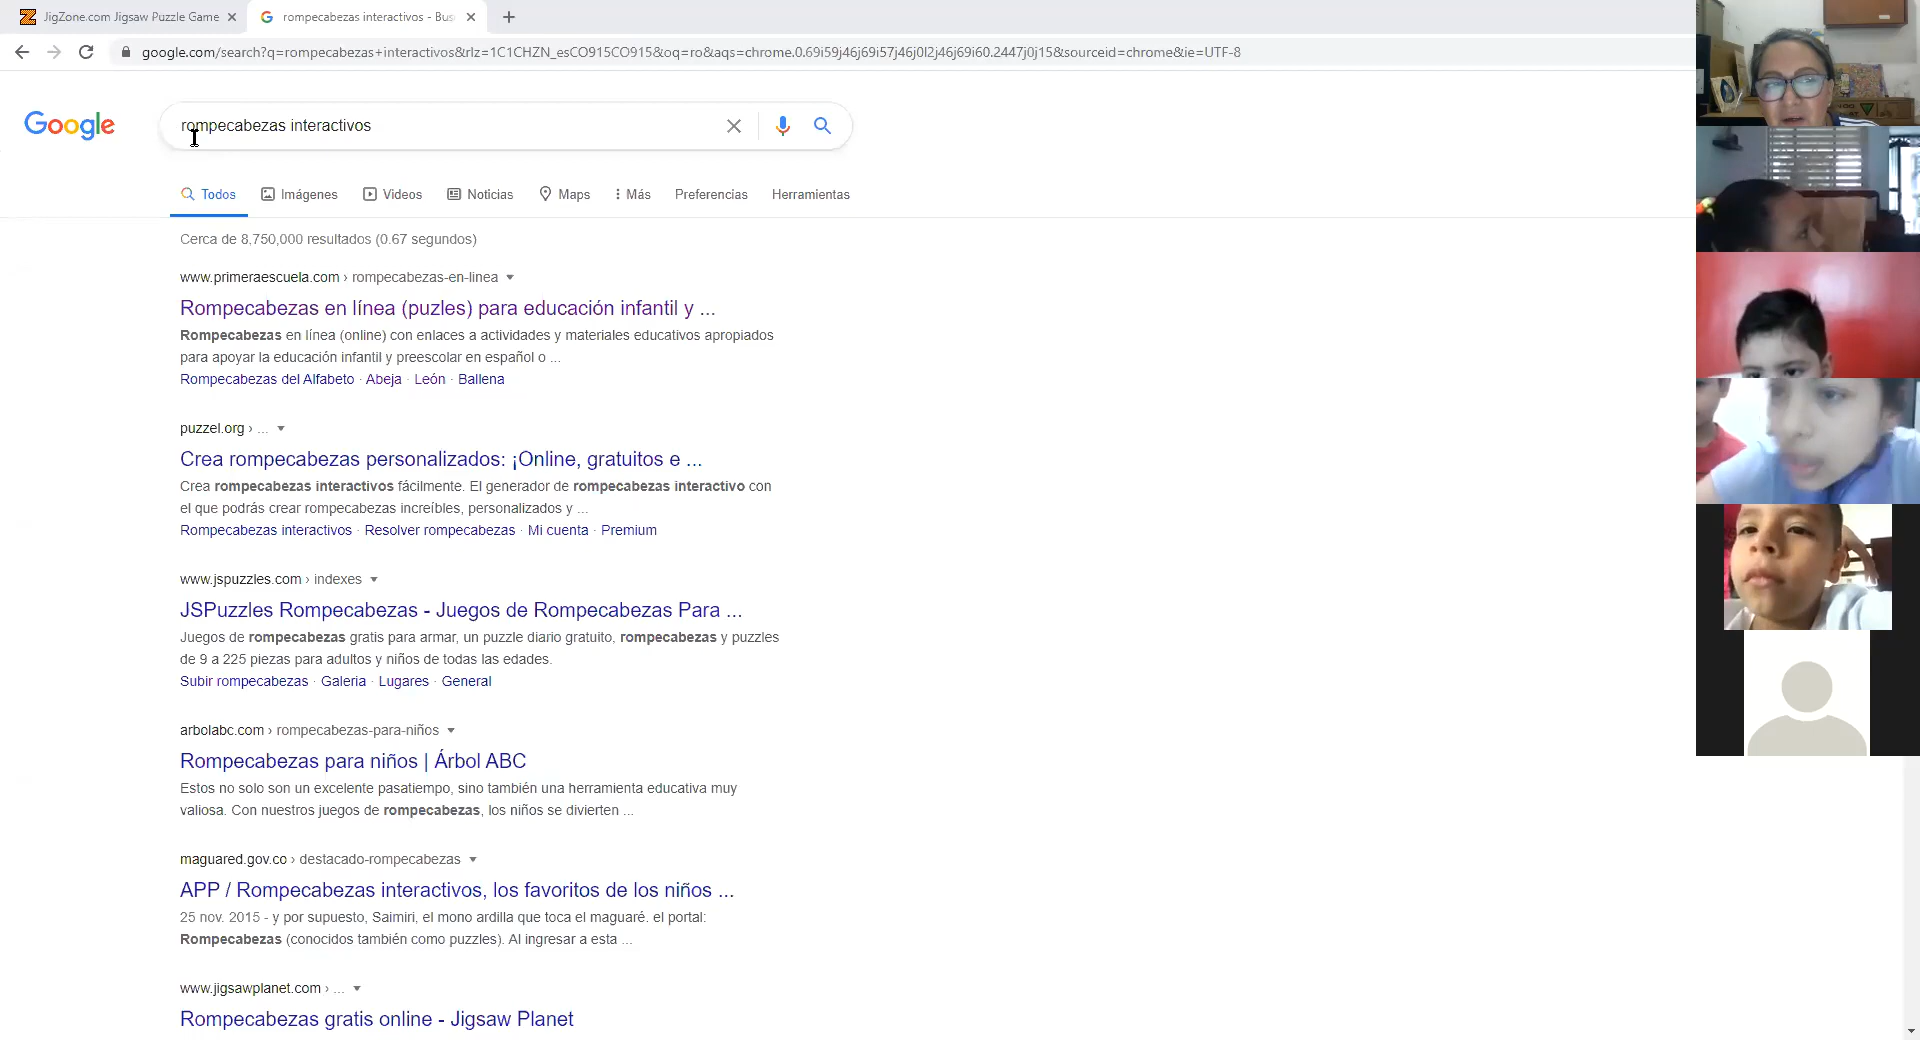 JigZone.com Jigsaw Puzzle Game
rompecabezas interactivos - Bus
google.com/search?q=rompecabezas+interactivos&rlz=1C1CHZN_esCO915CO915&oq=ro&aqs=chrome.0.69i59j46j69i57j46j0l2j46j69i60.2447j0j15&sourceid=chrome&ie=UTF-8
Google
rompecabezas interactivos
Todos Imágenes Videos Noticias Maps Más Preferencias Herramientas
Cerca de 8,750,000 resultados (0.67 segundos)
www.primeraescuela.com › rompecabezas-en-linea
Rompecabezas en línea (puzles) para educación infantil y ...
Rompecabezas en línea (online) con enlaces a actividades y materiales educativos apropiados
para apoyar la educación infantil y preescolar en español o ...
Rompecabezas del Alfabeto · Abeja · León · Ballena
puzzel.org › ...
Crea rompecabezas personalizados: ¡Online, gratuitos e ...
Crea rompecabezas interactivos fácilmente. El generador de rompecabezas interactivo con
el que podrás crear rompecabezas increíbles, personalizados y ...
Rompecabezas interactivos · Resolver rompecabezas · Mi cuenta · Premium
www.jspuzzles.com › indexes
JSPuzzles Rompecabezas - Juegos de Rompecabezas Para ...
Juegos de rompecabezas gratis para armar, un puzzle diario gratuito, rompecabezas y puzzles
de 9 a 225 piezas para adultos y niños de todas las edades.
Subir rompecabezas · Galeria · Lugares · General
arbolabc.com › rompecabezas-para-niños
Rompecabezas para niños | Árbol ABC
Estos no solo son un excelente pasatiempo, sino también una herramienta educativa muy
valiosa. Con nuestros juegos de rompecabezas, los niños se divierten ...
maguared.gov.co › destacado-rompecabezas
APP / Rompecabezas interactivos, los favoritos de los niños ...
25 nov. 2015 - y por supuesto, Saimiri, el mono ardilla que toca el maguaré. el portal:
Rompecabezas (conocidos también como puzzles). Al ingresar a esta ...
www.jigsawplanet.com › ...
Rompecabezas gratis online - Jigsaw Planet